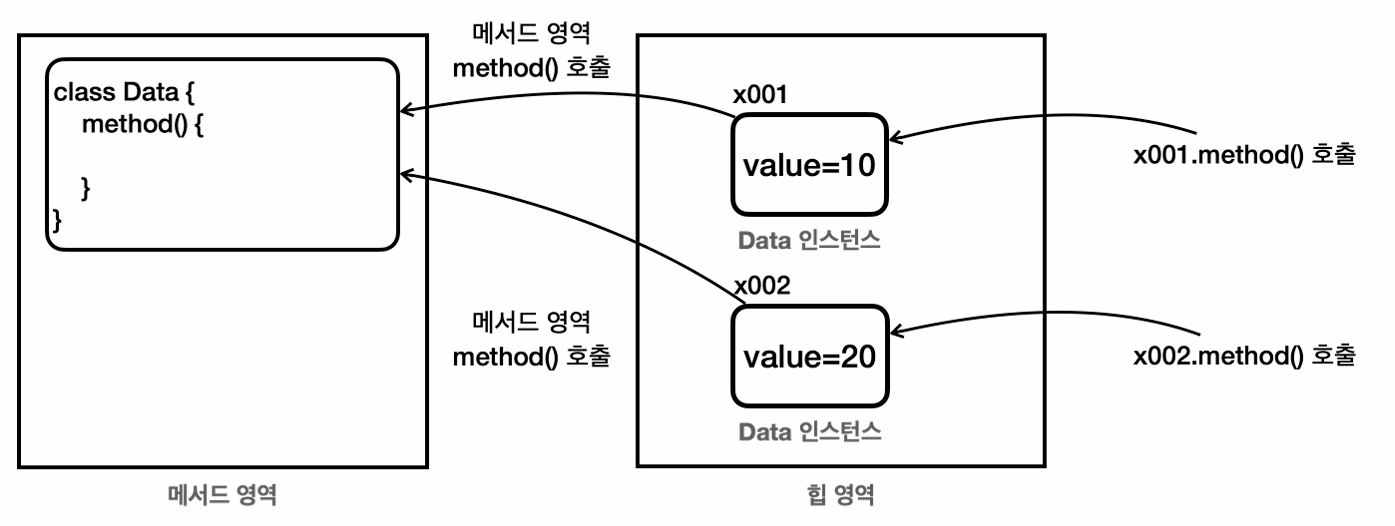 class Data {
method() {
}
}
메서드 영역
메서드 영역
method() 호출
메서드 영역
method() 호출
x001
value=10
Data 인스턴스
x002
value=20
Data 인스턴스
힙 영역
x001.method() 호출
x002.method() 호출